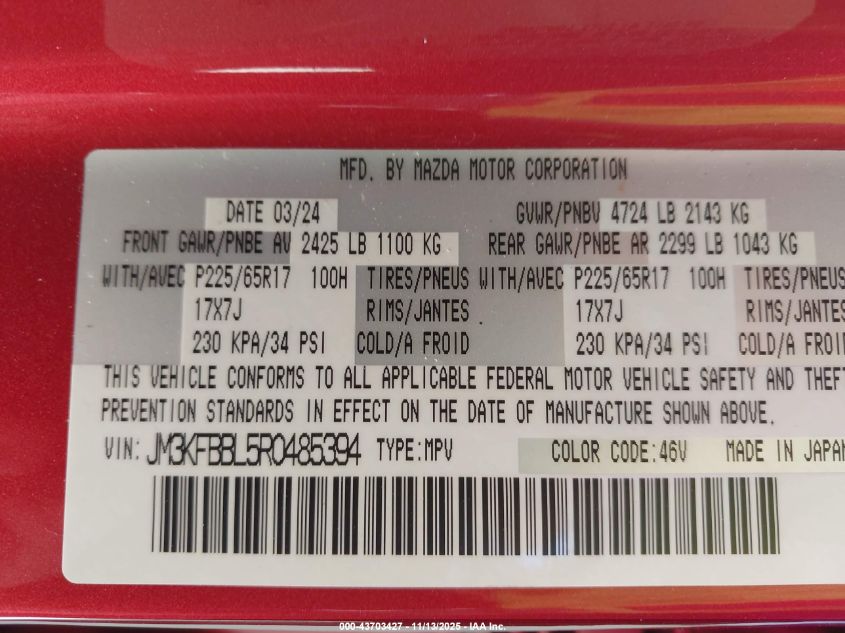 MFD. BY MAZDA MOTOR CORPORATION
DATE 03/24 GVWR/PNBV 4724 LB 2143 KG
FRONT GAWR/PNBE AV 2425 LB 1100 KG REAR GAWR/PNBE AR 2299 LB 1043 KG
WITH/AVEC P225/65R17 100H TIRES/PNEUS WITH/AVEC P225/65R17 100H TIRES/PNEUS
17X7J RIMS/JANTES 17X7J RIMS/JANTES
230 KPA/34 PSI COLD/A FROID 230 KPA/34 PSI COLD/A FROID
THIS VEHICLE CONFORMS TO ALL APPLICABLE FEDERAL MOTOR VEHICLE SAFETY AND THEFT
PREVENTION STANDARDS IN EFFECT ON THE DATE OF MANUFACTURE SHOWN ABOVE.
VIN: JM3KFBBL5R0485394 TYPE:MPV COLOR CODE:46V MADE IN JAPAN
000-43703427 - 11/13/2025 - IAA Inc.